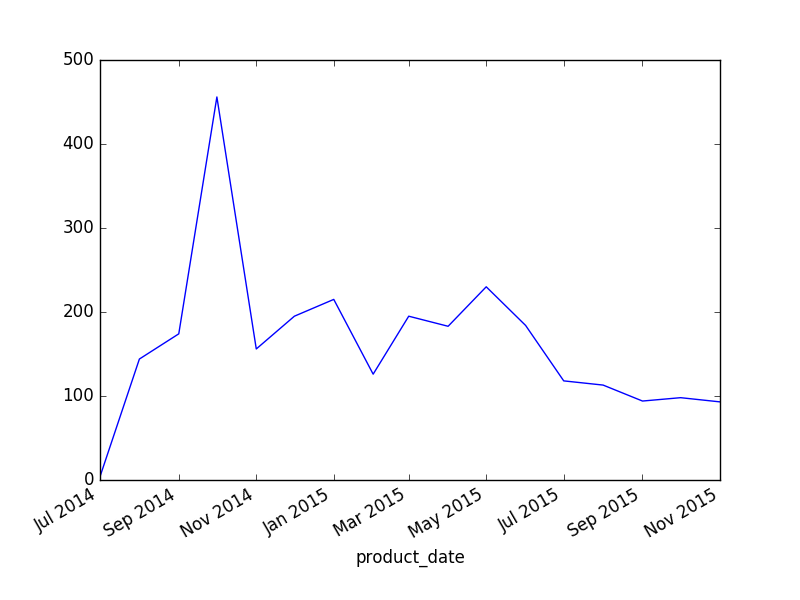 500
400
300
200
100
0
Jul 2014
Sep 2014
Nov 2014
Jan 2015
Mar 2015
May 2015
Jul 2015
Sep 2015
Nov 2015
product_date